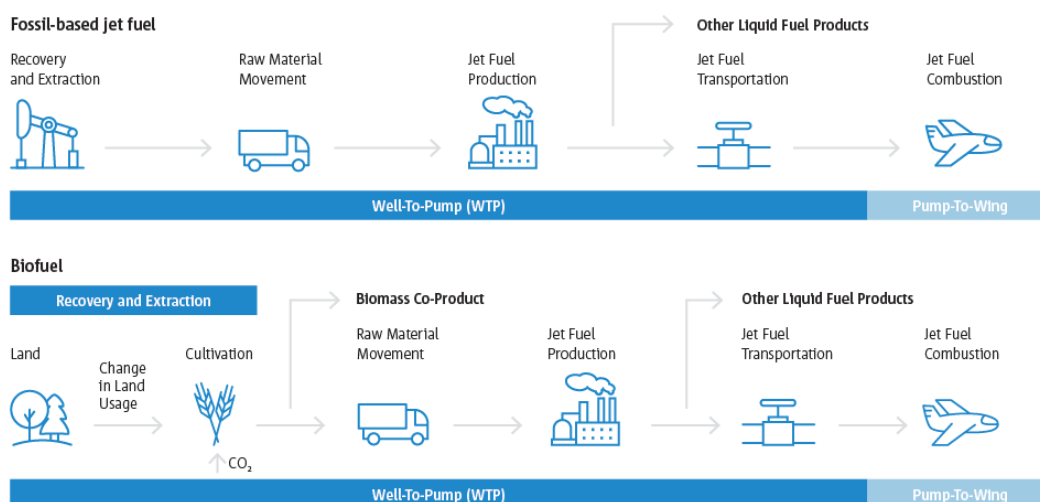 Fossil-based jet fuel
Other Liquid Fuel Products
Recovery
and Extraction
Raw Material
Movement
Jet Fuel
Production
Jet Fuel
Transportation
Jet Fuel
Combustion
Well-To-Pump (WTP)
Pump-To-Wing
Biofuel
Recovery and Extraction
Biomass Co-Product
Other Liquid Fuel Products
Land
Change
in Land
Usage
Cultivation
Raw Material
Movement
Jet Fuel
Production
Jet Fuel
Transportation
Jet Fuel
Combustion
CO₂
Well-To-Pump (WTP)
Pump-To-Wing